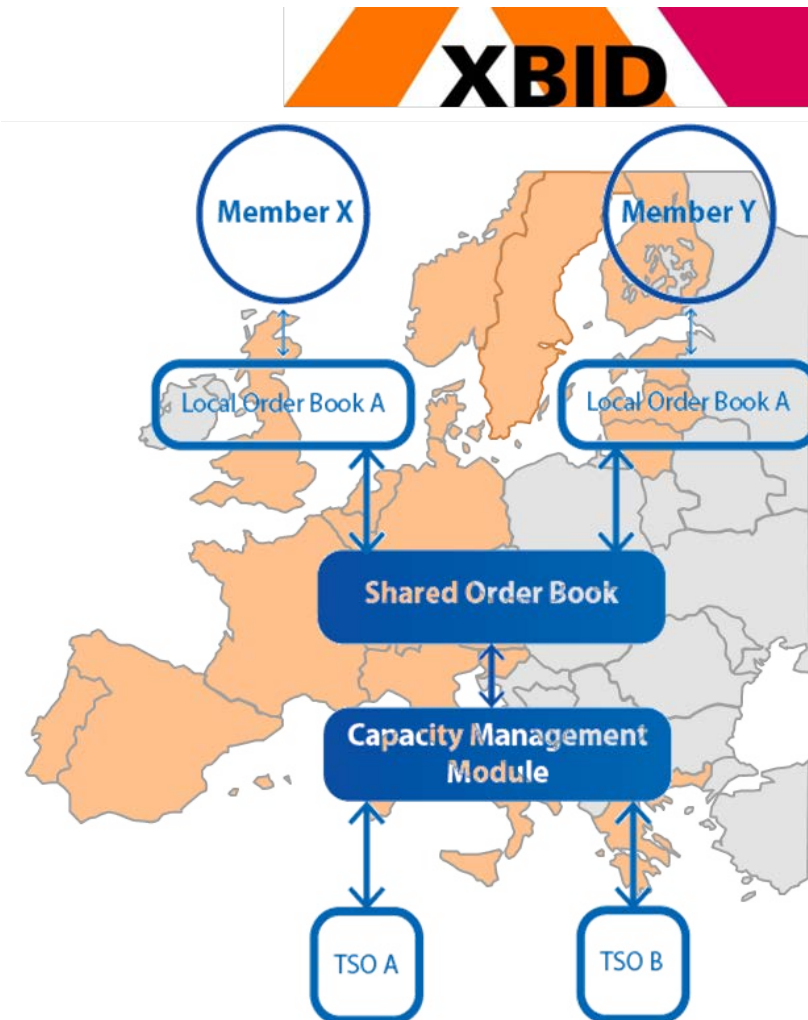 XBID
Member X
Member Y
Local Order Book A
Local Order Book A
Shared Order Book
Capacity Management
Module
TSO A
TSO B